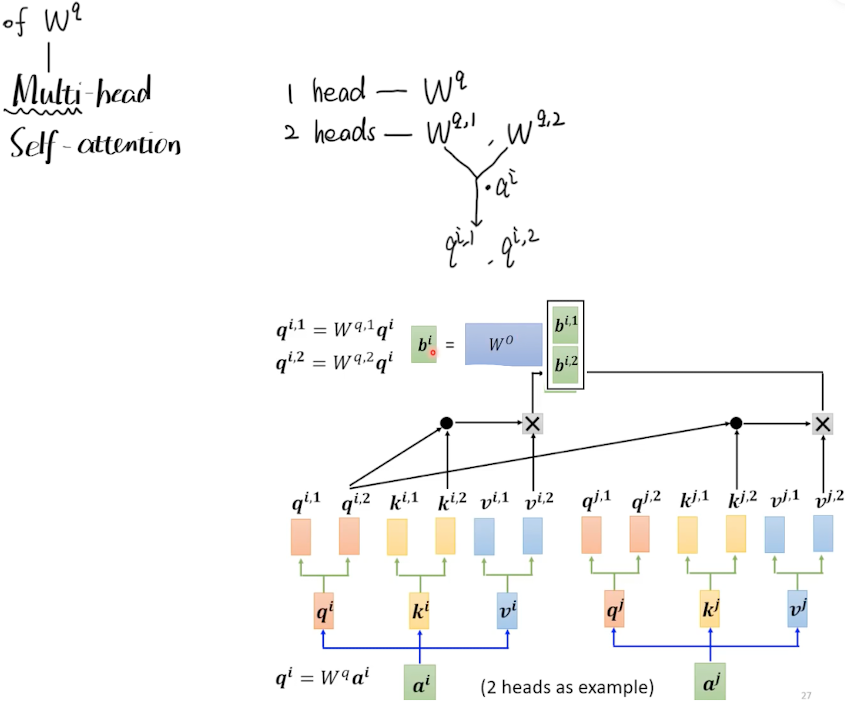 of W^q
Multi-head
Self-attention
1 head — W^q
2 heads — W^{q,1} , W^{q,2}
· a^i
q^{i,1} , q^{i,2}
q^{i,1} = W^{q,1}q^i
q^{i,2} = W^{q,2}q^i
b^i = W^O b^{i,1} b^{i,2}
q^{i,1} q^{i,2} k^{i,1} k^{i,2} v^{i,1} v^{i,2} q^{j,1} q^{j,2} k^{j,1} k^{j,2} v^{j,1} v^{j,2}
q^i k^i v^i q^j k^j v^j
q^i = W^q a^i a^i (2 heads as example) a^j
27